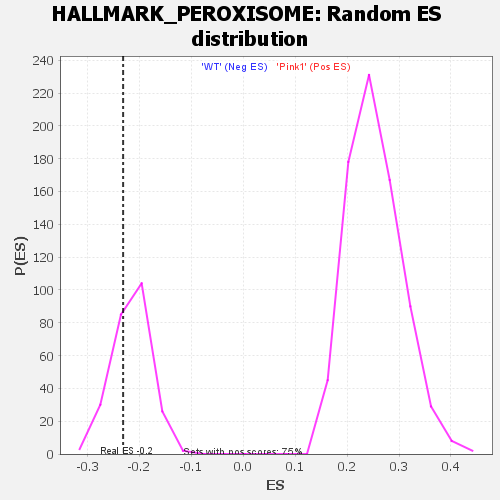 HALLMARK_PEROXISOME: Random ES
distribution
'WT' (Neg ES) 'Pink1' (Pos ES)
240
220
200
180
160
140
120
100
80
60
40
20
0
P(ES)
Real ES -0.2
Sets with pos scores: 75%
-0.3 -0.2 -0.1 0.0 0.1 0.2 0.3 0.4
ES